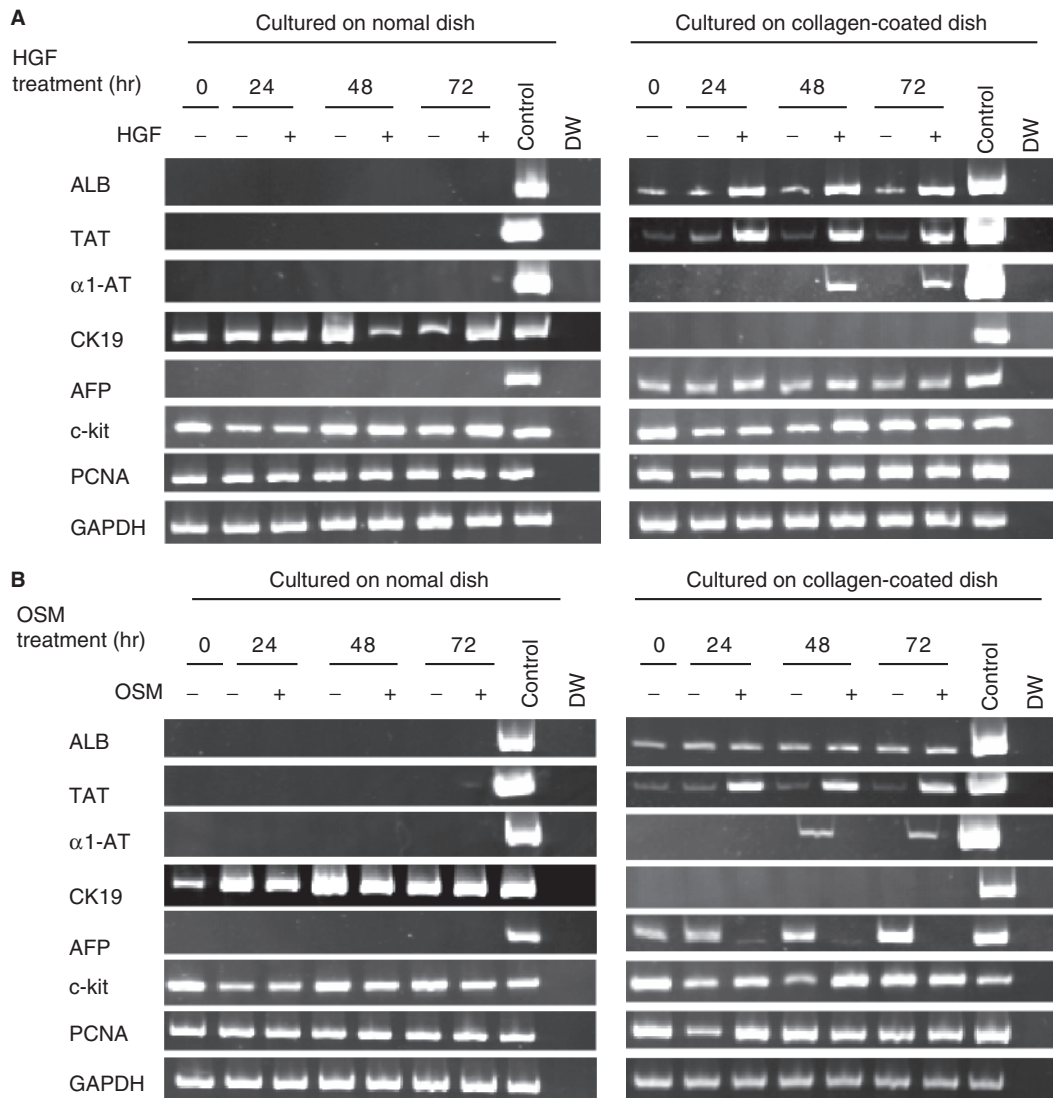 A
Cultured on nomal dish
Cultured on collagen-coated dish
HGF
treatment (hr)
0 24 48 72 Control DW
0 24 48 72 Control DW
HGF − − + − + − +
− − + − + − +
ALB
TAT
α1-AT
CK19
AFP
c-kit
PCNA
GAPDH
B
Cultured on nomal dish
Cultured on collagen-coated dish
OSM
treatment (hr)
0 24 48 72 Control DW
0 24 48 72 Control DW
OSM − − + − + − +
− − + − + − +
ALB
TAT
α1-AT
CK19
AFP
c-kit
PCNA
GAPDH